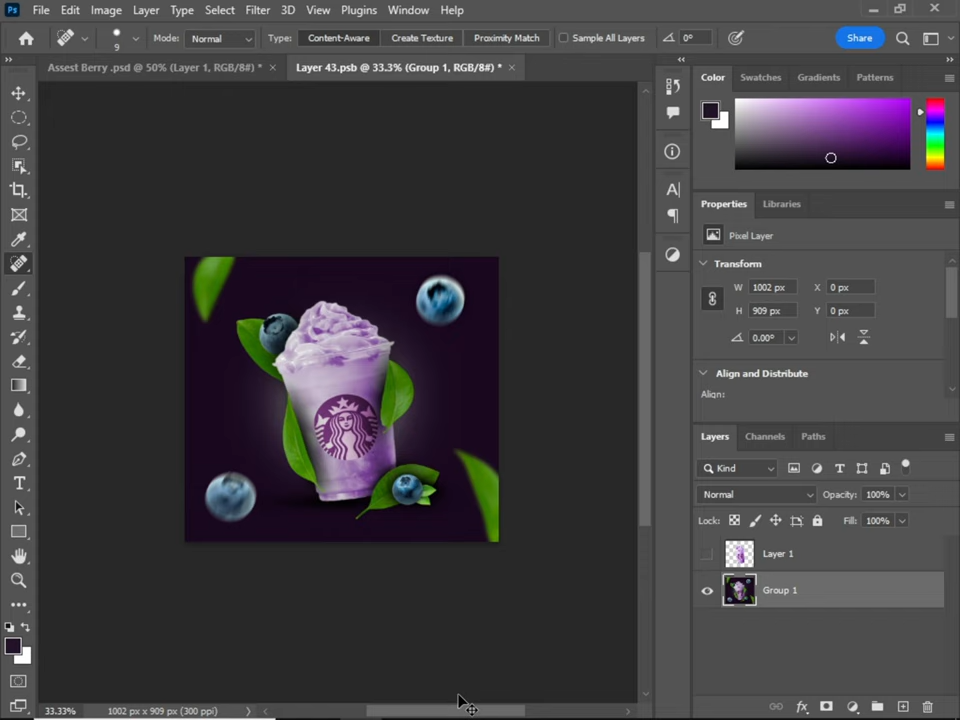 Ps File Edit Image Layer Type Select Filter 3D View Plugins Window Help
9 Mode: Normal Type: Content-Aware Create Texture Proximity Match Sample All Layers 0° Share
Assest Berry .psd @ 50% (Layer 1, RGB/8#) * Layer 43.psb @ 33.3% (Group 1, RGB/8#) *
Color Swatches Gradients Patterns
Properties Libraries
Pixel Layer
Transform
W 1002 px X 0 px
H 909 px Y 0 px
0.00°
Align and Distribute
Align:
Layers Channels Paths
Kind
Normal Opacity: 100%
Lock: Fill: 100%
Layer 1
Group 1
33.33% 1002 px x 909 px (300 ppi)